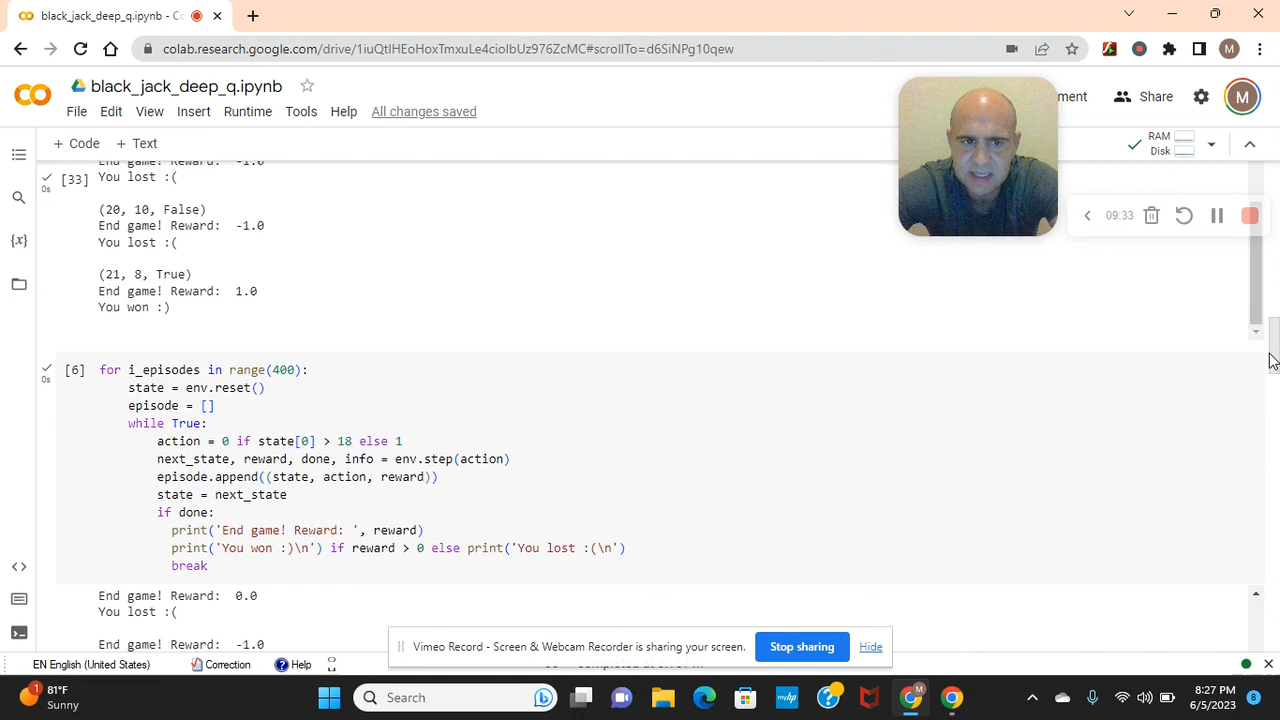 black_jack_deep_q.ipynb - Co
colab.research.google.com/drive/1iuQtIHEoHoxTmxuLe4cioIbUz976ZcMC#scrollTo=d6SiNPg10qew
M
black_jack_deep_q.ipynb
ment
Share
M
File Edit View Insert Runtime Tools Help All changes saved
+ Code + Text
RAM
Disk
End game! Reward: -1.0
[33] You lost :(
0s
(20, 10, False)
End game! Reward: -1.0
09:33
You lost :(
(21, 8, True)
End game! Reward: 1.0
You won :)
[6] for i_episodes in range(400):
0s
state = env.reset()
episode = []
while True:
action = 0 if state[0] > 18 else 1
next_state, reward, done, info = env.step(action)
episode.append((state, action, reward))
state = next_state
if done:
print('End game! Reward: ', reward)
print('You won :)\n') if reward > 0 else print('You lost :(\n')
break
End game! Reward: 0.0
You lost :(
End game! Reward: -1.0
Vimeo Record - Screen & Webcam Recorder is sharing your screen.
Stop sharing
Hide
EN English (United States)
Correction
Help
1
81°F
Sunny
Search
8:27 PM
6/5/2023
8